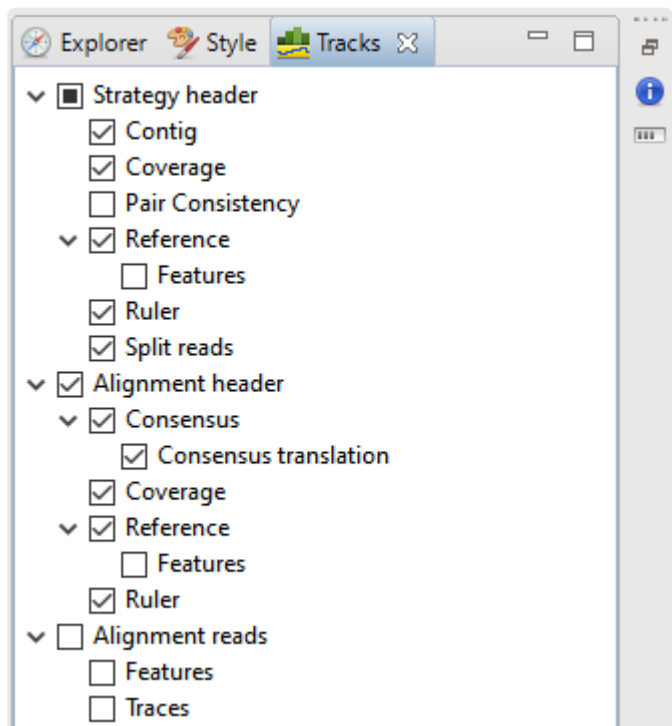 Explorer Style Tracks
Strategy header
Contig
Coverage
Pair Consistency
Reference
Features
Ruler
Split reads
Alignment header
Consensus
Consensus translation
Coverage
Reference
Features
Ruler
Alignment reads
Features
Traces